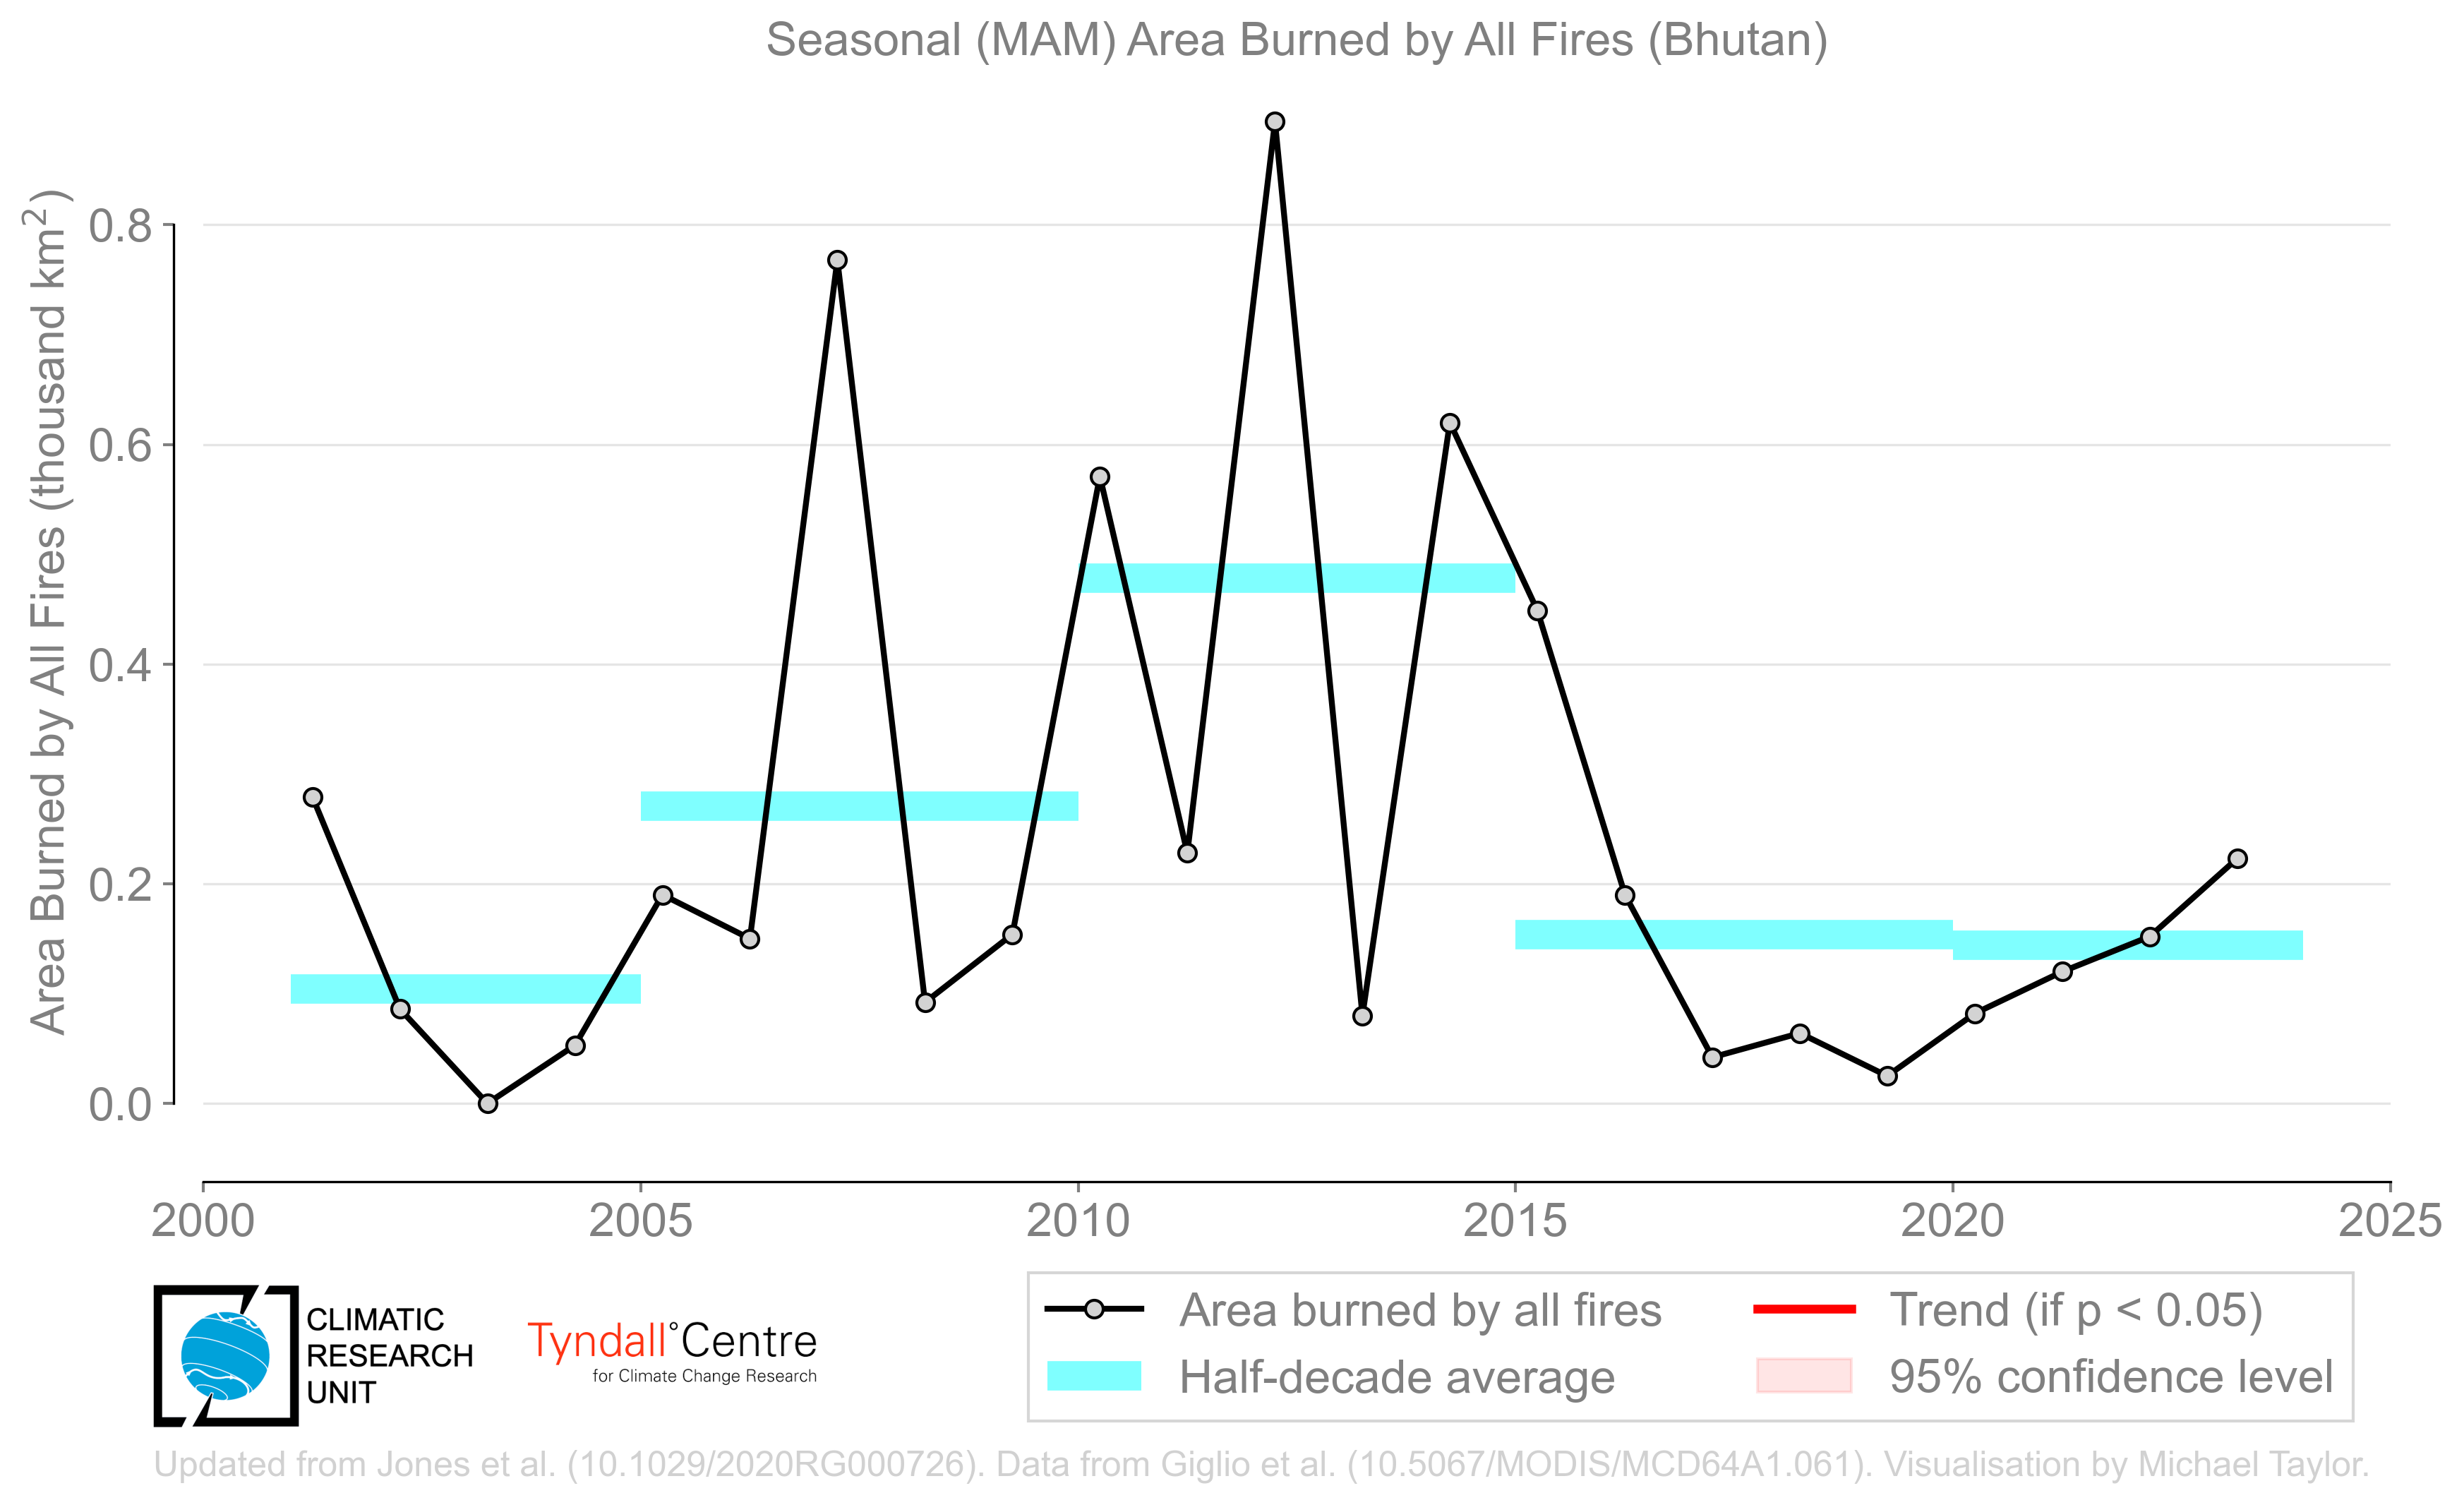 Seasonal (MAM) Area Burned by All Fires (Bhutan)
Area Burned by All Fires (thousand km²)
0.8
0.6
0.4
0.2
0.0
2000
2005
2010
2015
2020
2025
CLIMATIC
RESEARCH
UNIT
Tyndall°Centre
for Climate Change Research
Area burned by all fires
Half-decade average
Trend (if p < 0.05)
95% confidence level
Updated from Jones et al. (10.1029/2020RG000726). Data from Giglio et al. (10.5067/MODIS/MCD64A1.061). Visualisation by Michael Taylor.